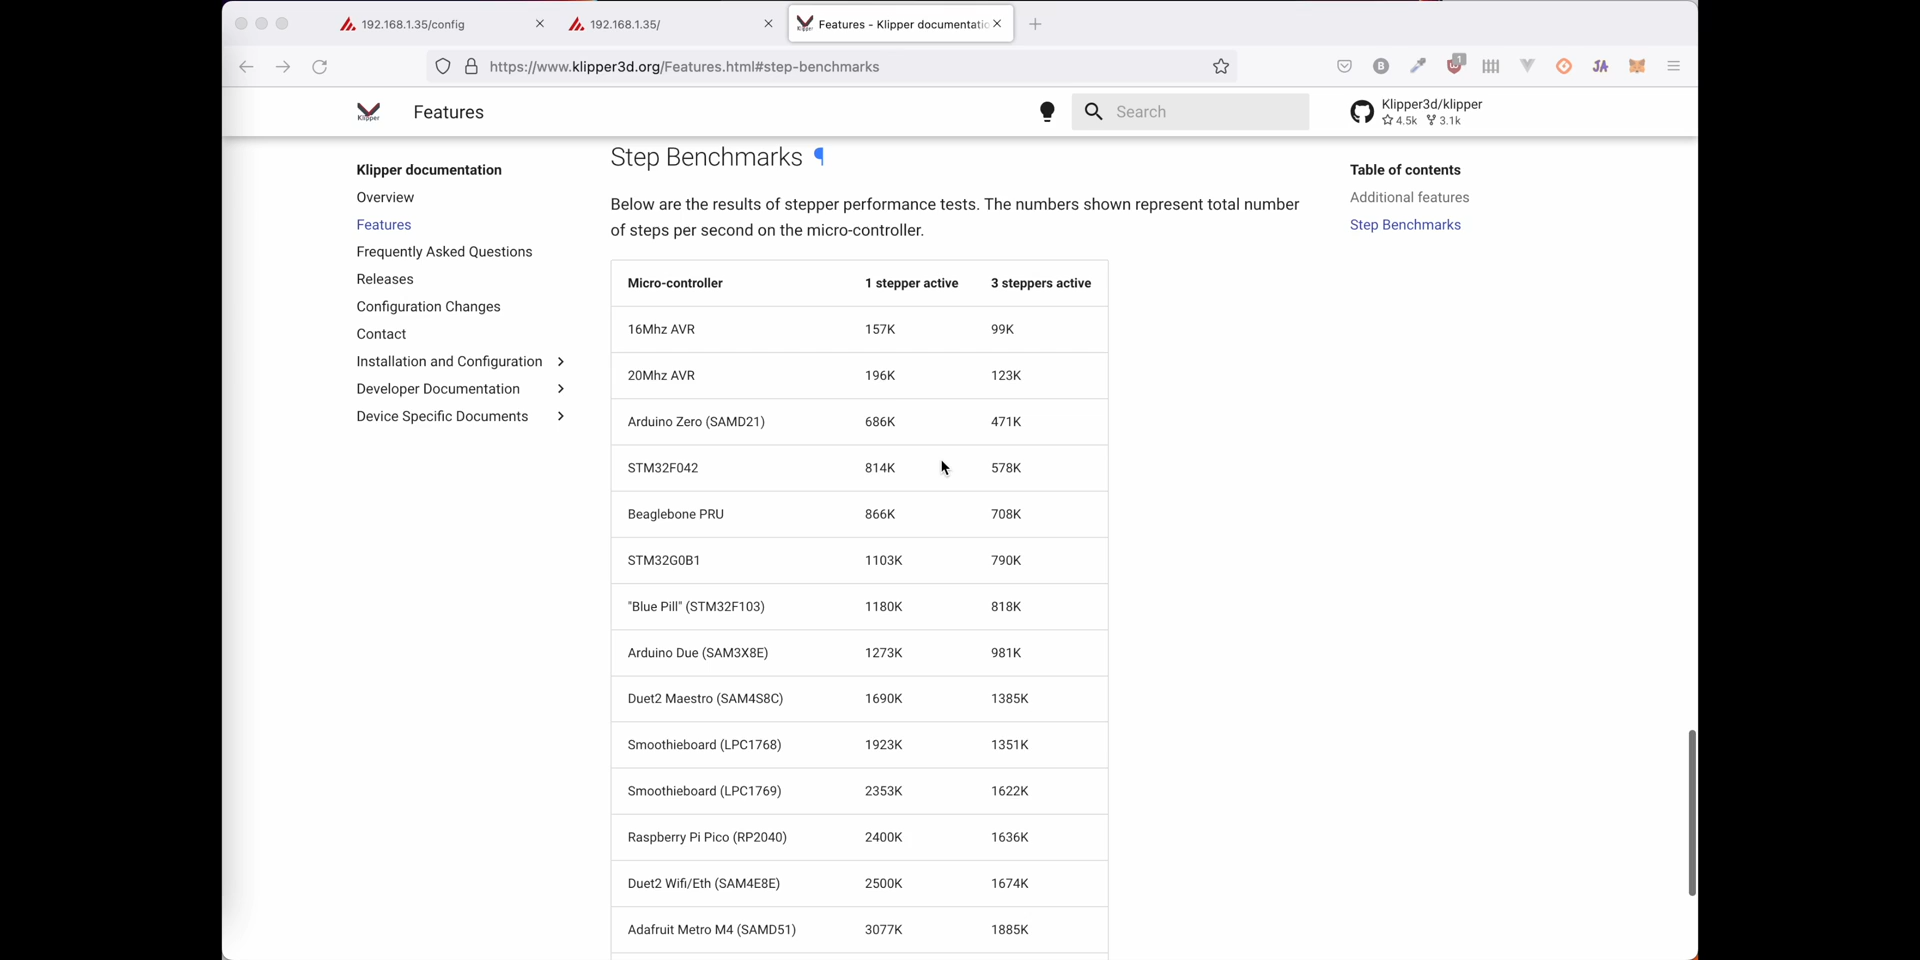 192.168.1.35/config
192.168.1.35/
Features - Klipper documentatic
https://www.klipper3d.org/Features.html#step-benchmarks
Klipper
Features
Search
Klipper3d/klipper
4.5k 3.1k
Klipper documentation
Overview
Features
Frequently Asked Questions
Releases
Configuration Changes
Contact
Installation and Configuration
Developer Documentation
Device Specific Documents
Step Benchmarks ¶
Below are the results of stepper performance tests. The numbers shown represent total number
of steps per second on the micro-controller.
Micro-controller 1 stepper active 3 steppers active
16Mhz AVR 157K 99K
20Mhz AVR 196K 123K
Arduino Zero (SAMD21) 686K 471K
STM32F042 814K 578K
Beaglebone PRU 866K 708K
STM32G0B1 1103K 790K
"Blue Pill" (STM32F103) 1180K 818K
Arduino Due (SAM3X8E) 1273K 981K
Duet2 Maestro (SAM4S8C) 1690K 1385K
Smoothieboard (LPC1768) 1923K 1351K
Smoothieboard (LPC1769) 2353K 1622K
Raspberry Pi Pico (RP2040) 2400K 1636K
Duet2 Wifi/Eth (SAM4E8E) 2500K 1674K
Adafruit Metro M4 (SAMD51) 3077K 1885K
Table of contents
Additional features
Step Benchmarks
B
1
JA